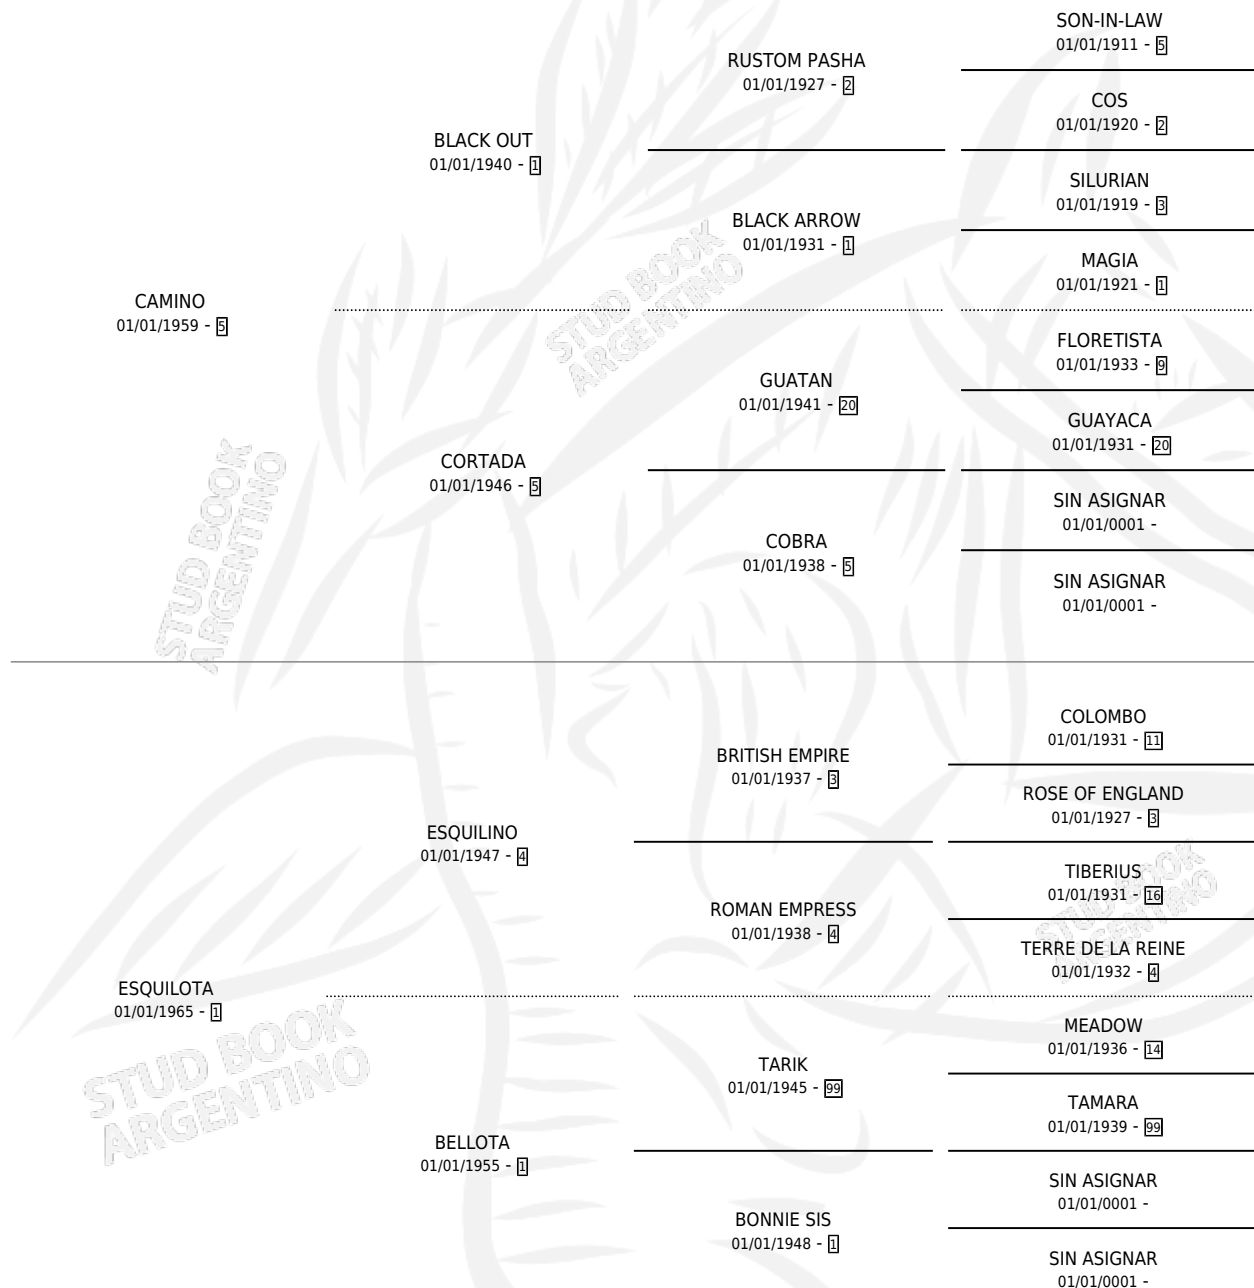 SON-IN-LAW
01/01/1911 - 5
RUSTOM PASHA
01/01/1927 - 2
COS
01/01/1920 - 2
BLACK OUT
01/01/1940 - 1
SILURIAN
01/01/1919 - 3
BLACK ARROW
01/01/1931 - 1
MAGIA
01/01/1921 - 1
CAMINO
01/01/1959 - 5
FLORETISTA
01/01/1933 - 9
GUATAN
01/01/1941 - 20
GUAYACA
01/01/1931 - 20
CORTADA
01/01/1946 - 5
SIN ASIGNAR
01/01/0001 -
COBRA
01/01/1938 - 5
SIN ASIGNAR
01/01/0001 -
STUD BOOK
ARGENTINO
STUD BOOK
ARGENTINO
COLOMBO
01/01/1931 - 11
BRITISH EMPIRE
01/01/1937 - 3
ROSE OF ENGLAND
01/01/1927 - 3
ESQUILINO
01/01/1947 - 4
TIBERIUS
01/01/1931 - 16
ROMAN EMPRESS
01/01/1938 - 4
TERRE DE LA REINE
01/01/1932 - 4
STUD BOOK
ARGENTINO
ESQUILOTA
01/01/1965 - 1
MEADOW
01/01/1936 - 14
TARIK
01/01/1945 - 99
TAMARA
01/01/1939 - 99
STUD BOOK
ARGENTINO
BELLOTA
01/01/1955 - 1
SIN ASIGNAR
01/01/0001 -
BONNIE SIS
01/01/1948 - 1
SIN ASIGNAR
01/01/0001 -